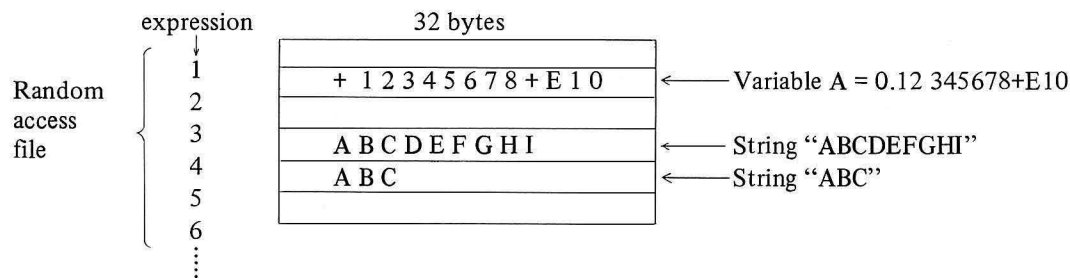 expression 32 bytes
1
+ 1 2 3 4 5 6 7 8 + E 1 0 Variable A = 0.12 345678+E10
Random
2
access
3
A B C D E F G H I String “ABCDEFGHI”
file
4
A B C String “ABC”
5
6